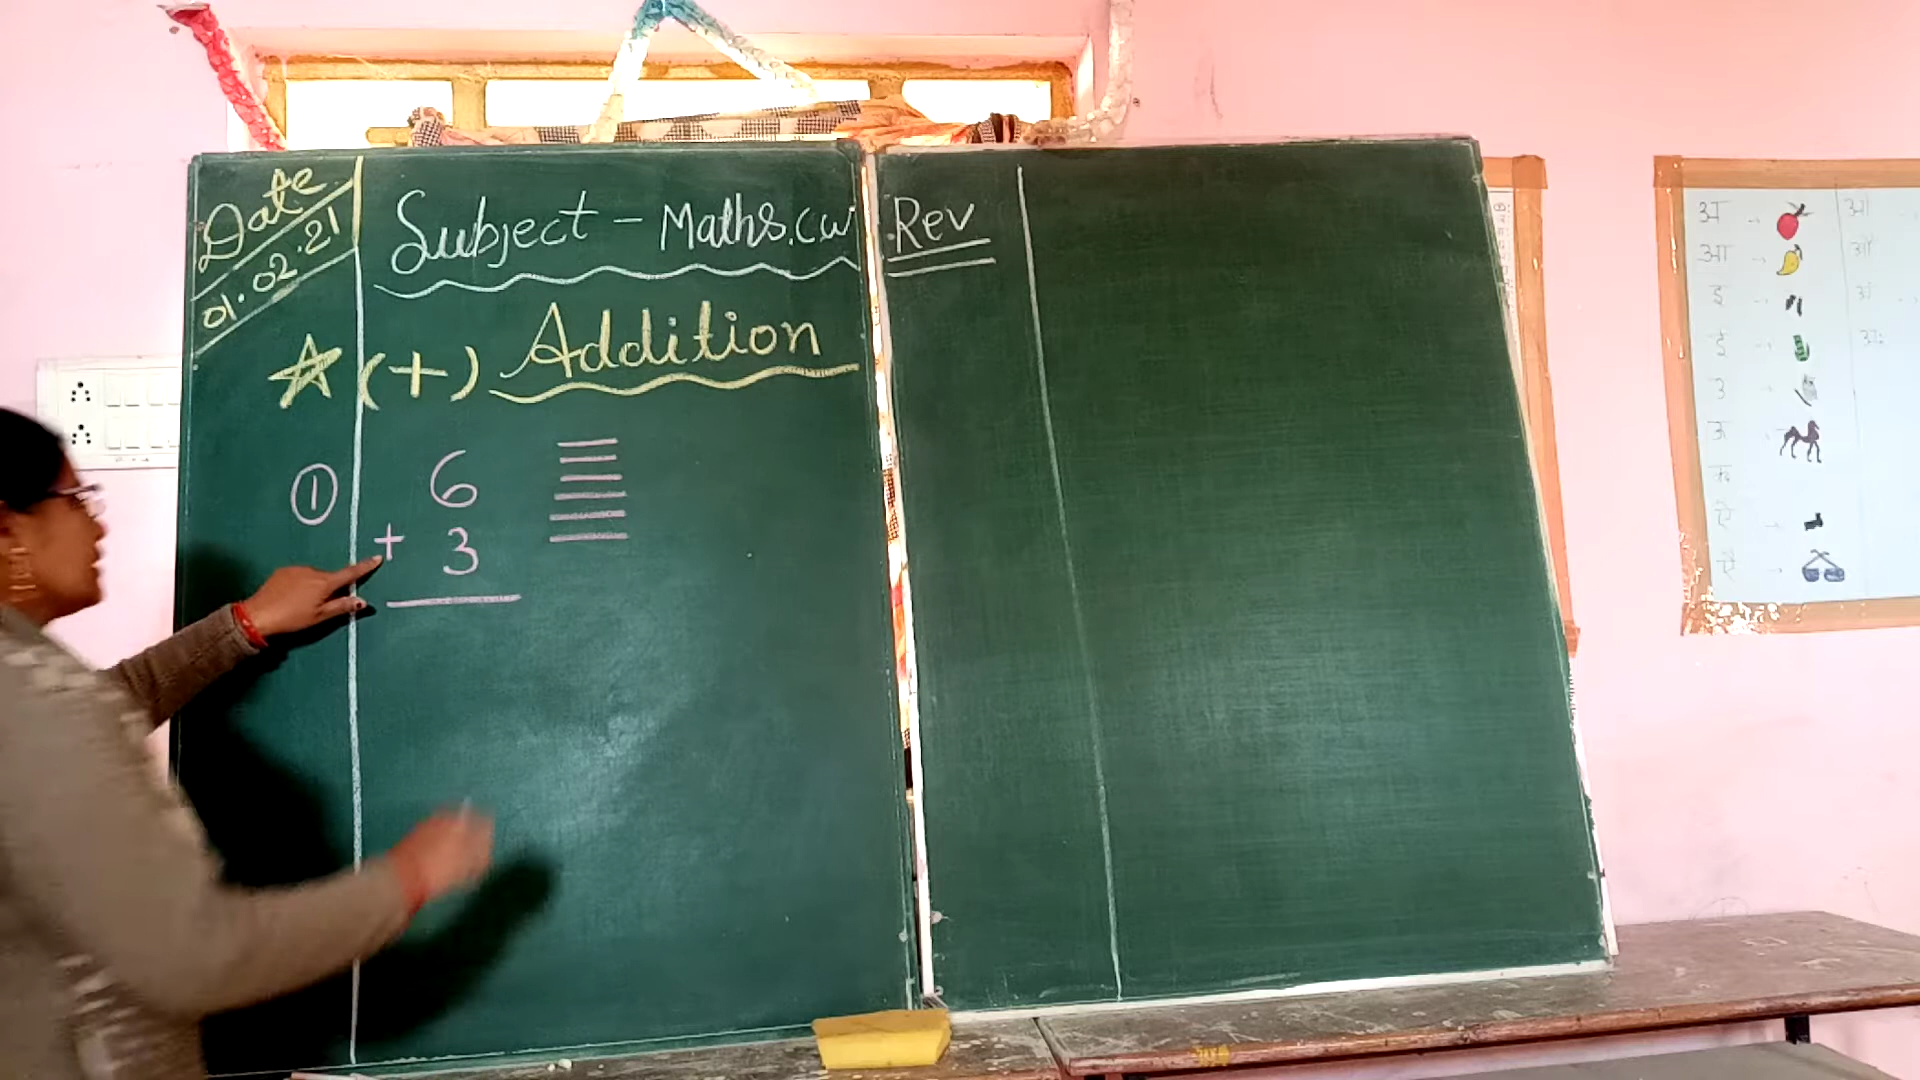 Date
01.02.21
Subject - Maths.cw .Rev
(+) Addition
1 6
+ 3
अ → अो
आ → औ
इ → अं
ई → अः
उ
ऊ →
ए →
ऐ →